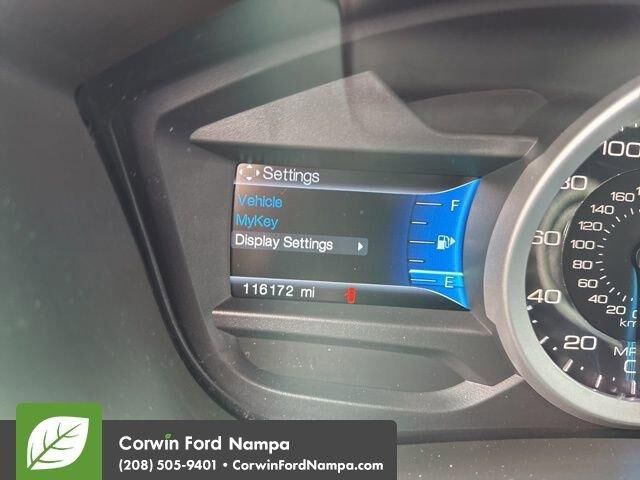 Settings
Vehicle
MyKey
Display Settings
116172 mi
F
E
100
80
60
40
20
160
140
120
100
80
60
40
20
Corwin Ford Nampa
(208) 505-9401 • CorwinFordNampa.com